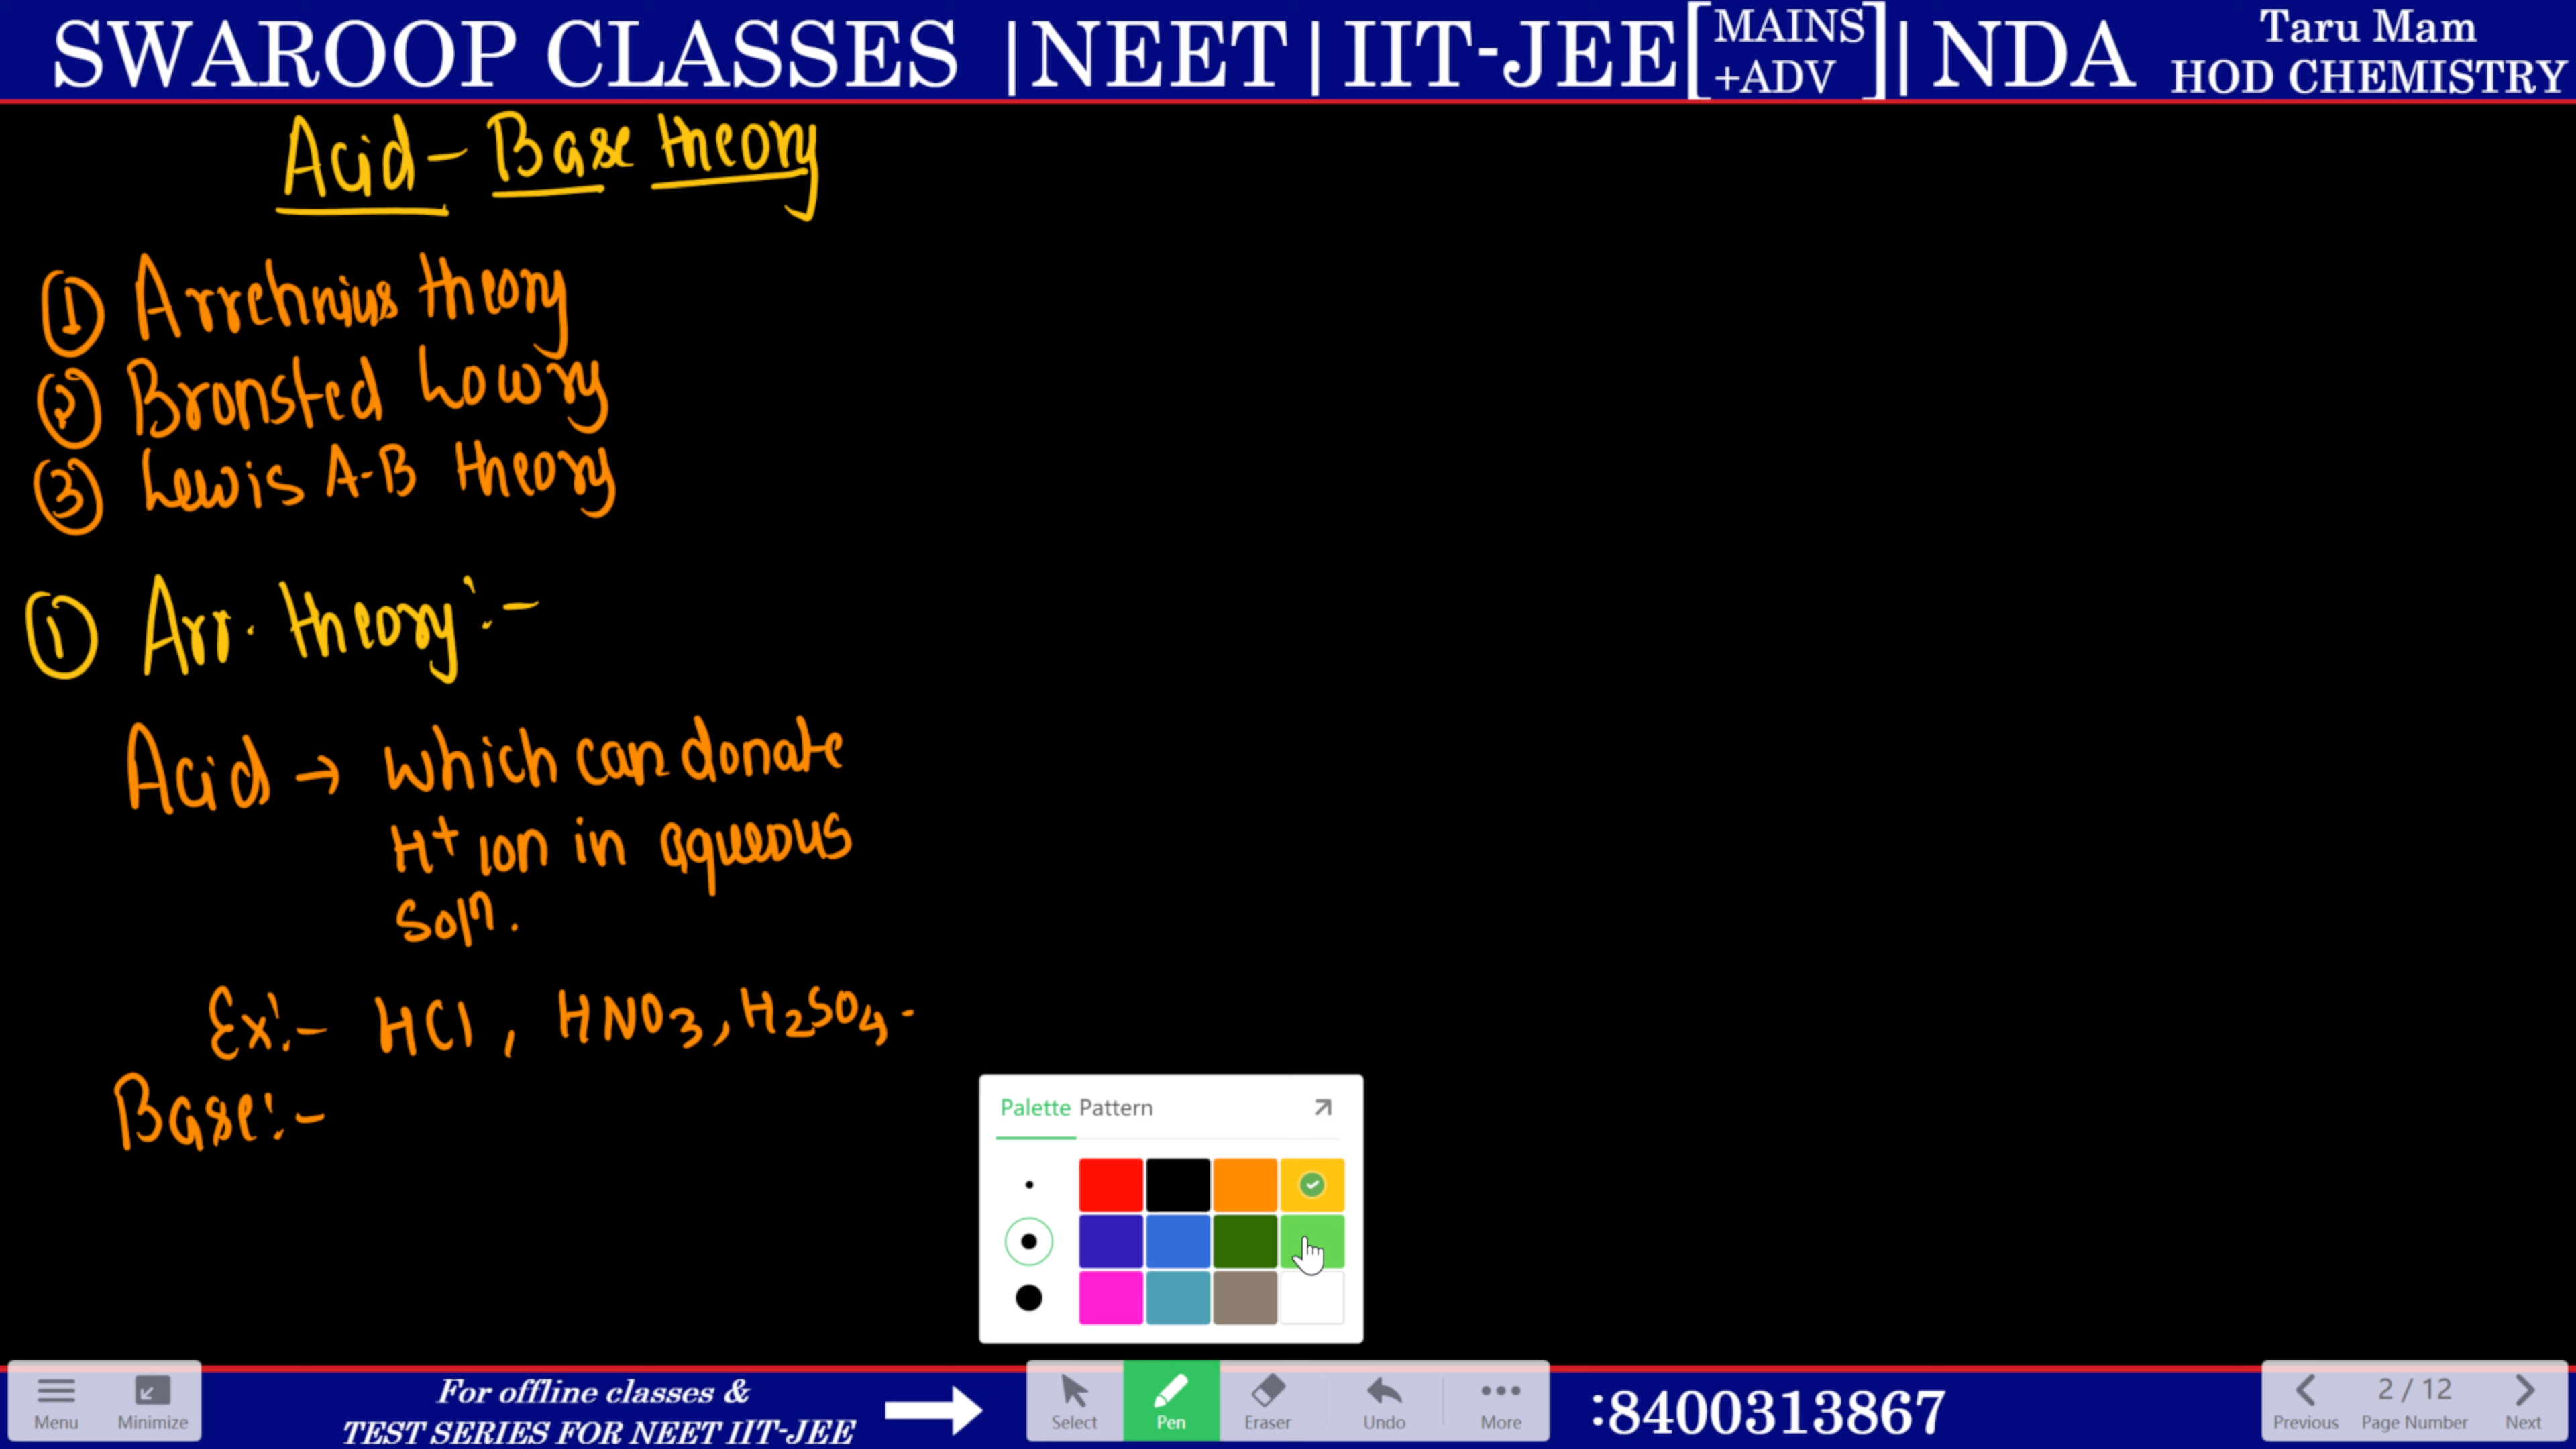 SWAROOP CLASSES |NEET| IIT-JEE[MAINS +ADV]| NDA
Taru Mam
HOD CHEMISTRY
Acid - Base theory
① Arrehnius theory
② Bronsted Lowry
③ Lewis A-B theory
① Arr. theory:-
Acid → which can donate
H+ ion in aqueous
Soln.
Ex:- HCl, HNO3, H2SO4.
Base:-
Palette Pattern
Menu
Minimize
For offline classes &
TEST SERIES FOR NEET IIT-JEE
Select
Pen
Eraser
Undo
More
:8400313867
Previous
2 / 12
Page Number
Next